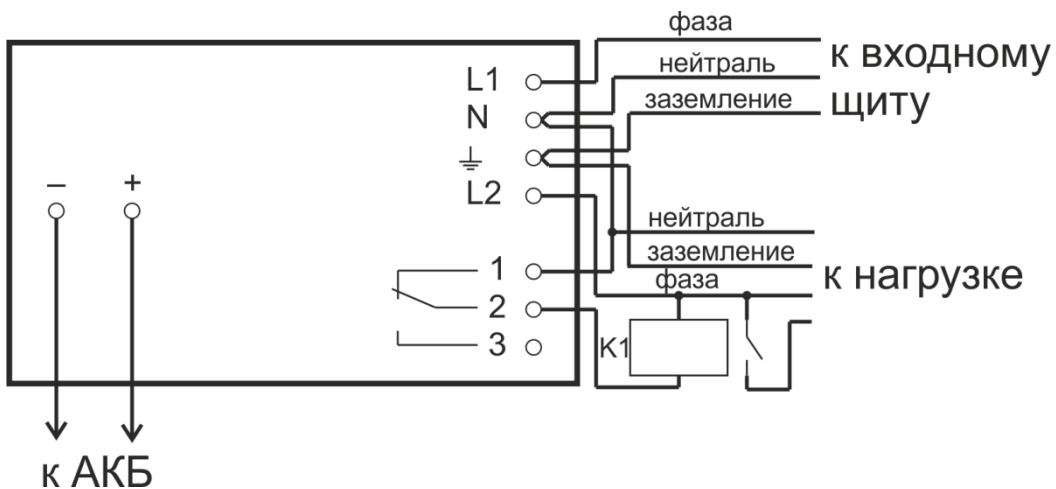 фаза
L1
нейтраль
к входному
N
заземление
щиту
L2
– +
нейтраль
1
заземление
к нагрузке
фаза
2
3
K1
к АКБ